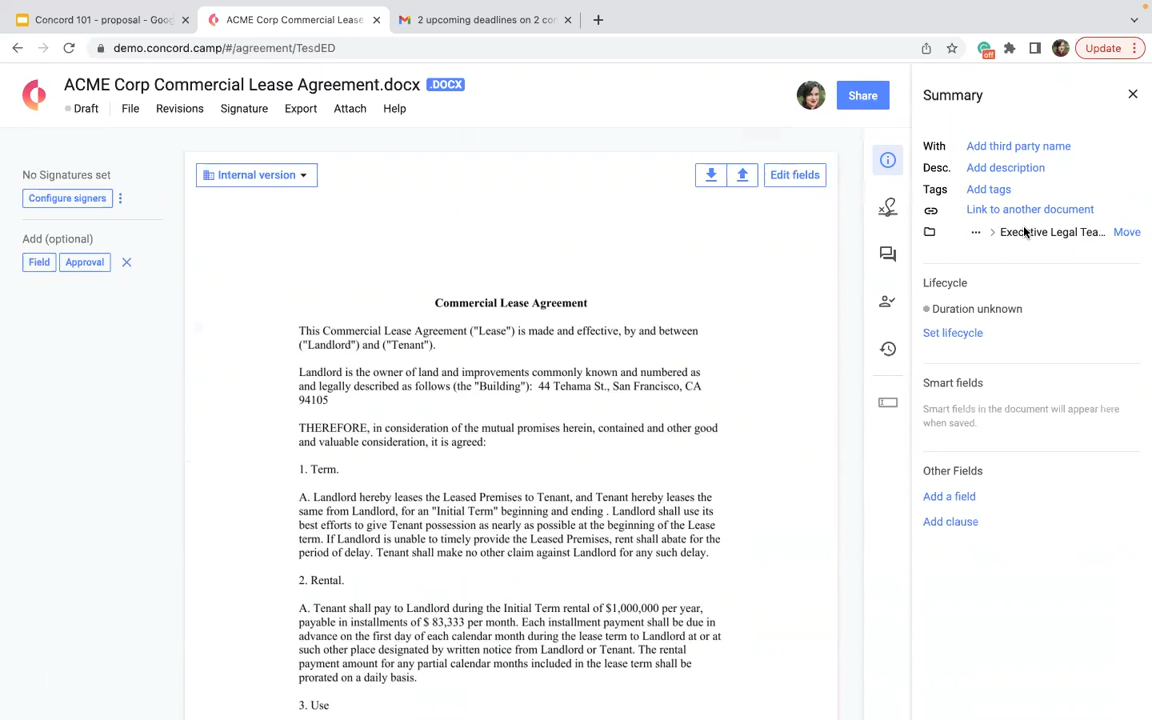 Concord 101 - proposal - Goog
ACME Corp Commercial Lease
2 upcoming deadlines on 2 con
demo.concord.camp/#/agreement/TesdED
off
Update
ACME Corp Commercial Lease Agreement.docx .DOCX
Draft File Revisions Signature Export Attach Help
Share
Summary
No Signatures set
Configure signers
Add (optional)
Field Approval
Internal version
Edit fields
Commercial Lease Agreement
This Commercial Lease Agreement ("Lease") is made and effective, by and between
("Landlord") and ("Tenant").
Landlord is the owner of land and improvements commonly known and numbered as
and legally described as follows (the "Building"): 44 Tehama St., San Francisco, CA
94105
THEREFORE, in consideration of the mutual promises herein, contained and other good
and valuable consideration, it is agreed:
1. Term.
A. Landlord hereby leases the Leased Premises to Tenant, and Tenant hereby leases the
same from Landlord, for an "Initial Term" beginning and ending . Landlord shall use its
best efforts to give Tenant possession as nearly as possible at the beginning of the Lease
term. If Landlord is unable to timely provide the Leased Premises, rent shall abate for the
period of delay. Tenant shall make no other claim against Landlord for any such delay.
2. Rental.
A. Tenant shall pay to Landlord during the Initial Term rental of $1,000,000 per year,
payable in installments of $ 83,333 per month. Each installment payment shall be due in
advance on the first day of each calendar month during the lease term to Landlord at or at
such other place designated by written notice from Landlord or Tenant. The rental
payment amount for any partial calendar months included in the lease term shall be
prorated on a daily basis.
3. Use
With Add third party name
Desc. Add description
Tags Add tags
Link to another document
... > Executive Legal Tea... Move
Lifecycle
Duration unknown
Set lifecycle
Smart fields
Smart fields in the document will appear here
when saved.
Other Fields
Add a field
Add clause